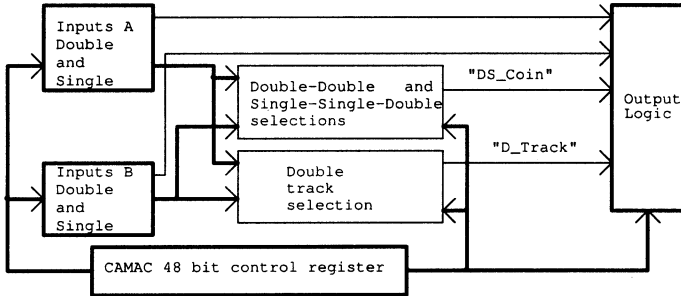 Inputs A
Double
and
Single
Double-Double and
Single-Single-Double
selections
"DS_Coin"
Output
Logic
Inputs B
Double
and
Single
Double
track
selection
"D_Track"
CAMAC 48 bit control register